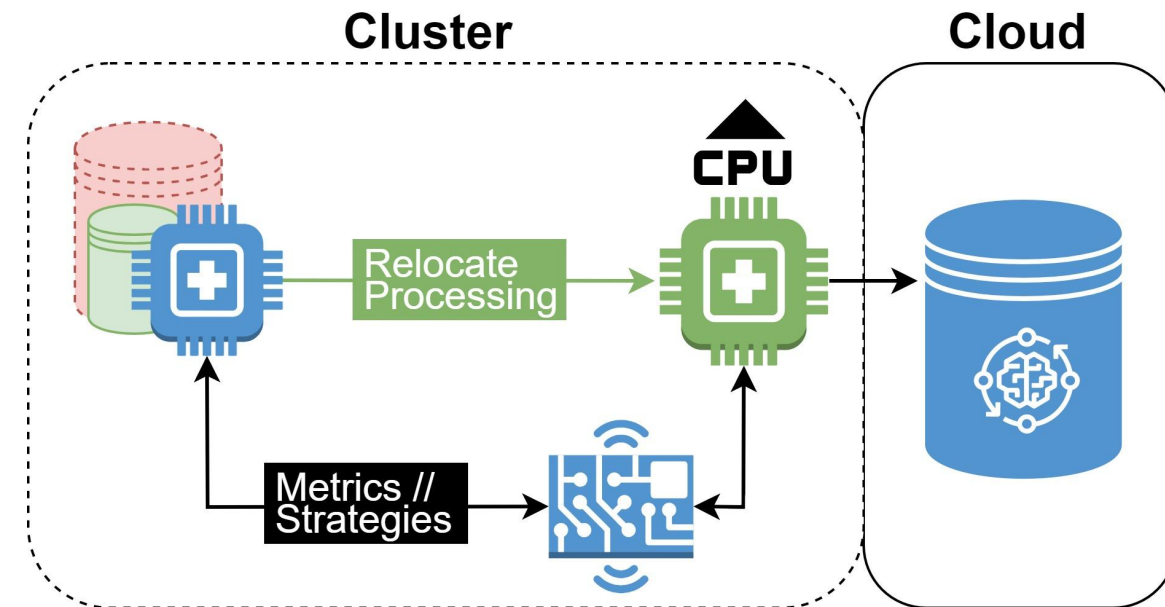 Cluster
Cloud
CPU
Relocate
Processing
Metrics //
Strategies